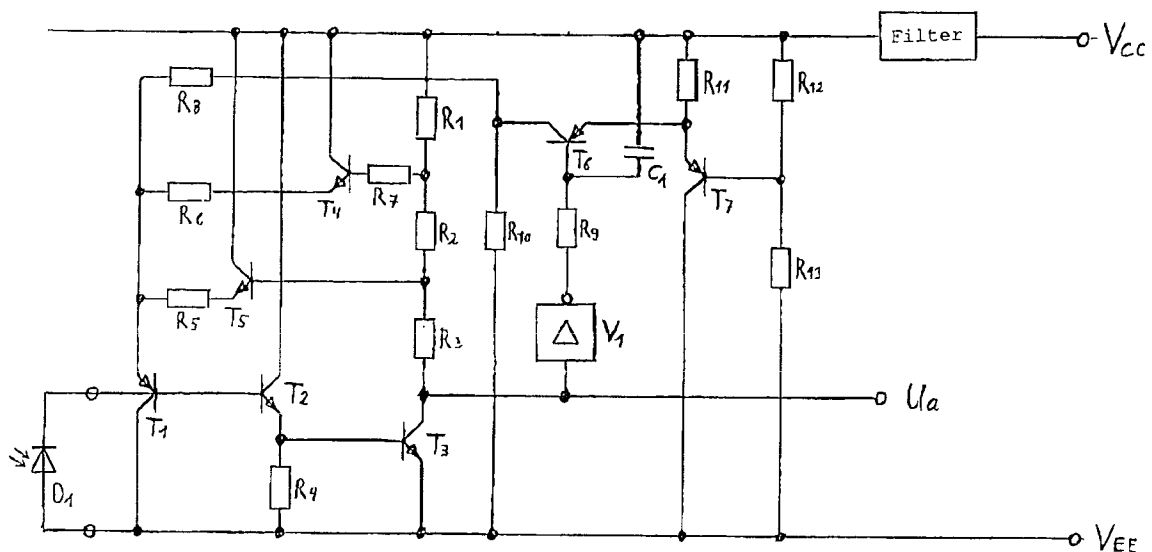 Filter
VCC
R8
R11
R12
R1
T6
C1
T7
R7
T4
R6
R2
R10
R9
R13
R5
T5
R3
V1
Δ
T2
T1
Ua
T3
D1
R4
VEE